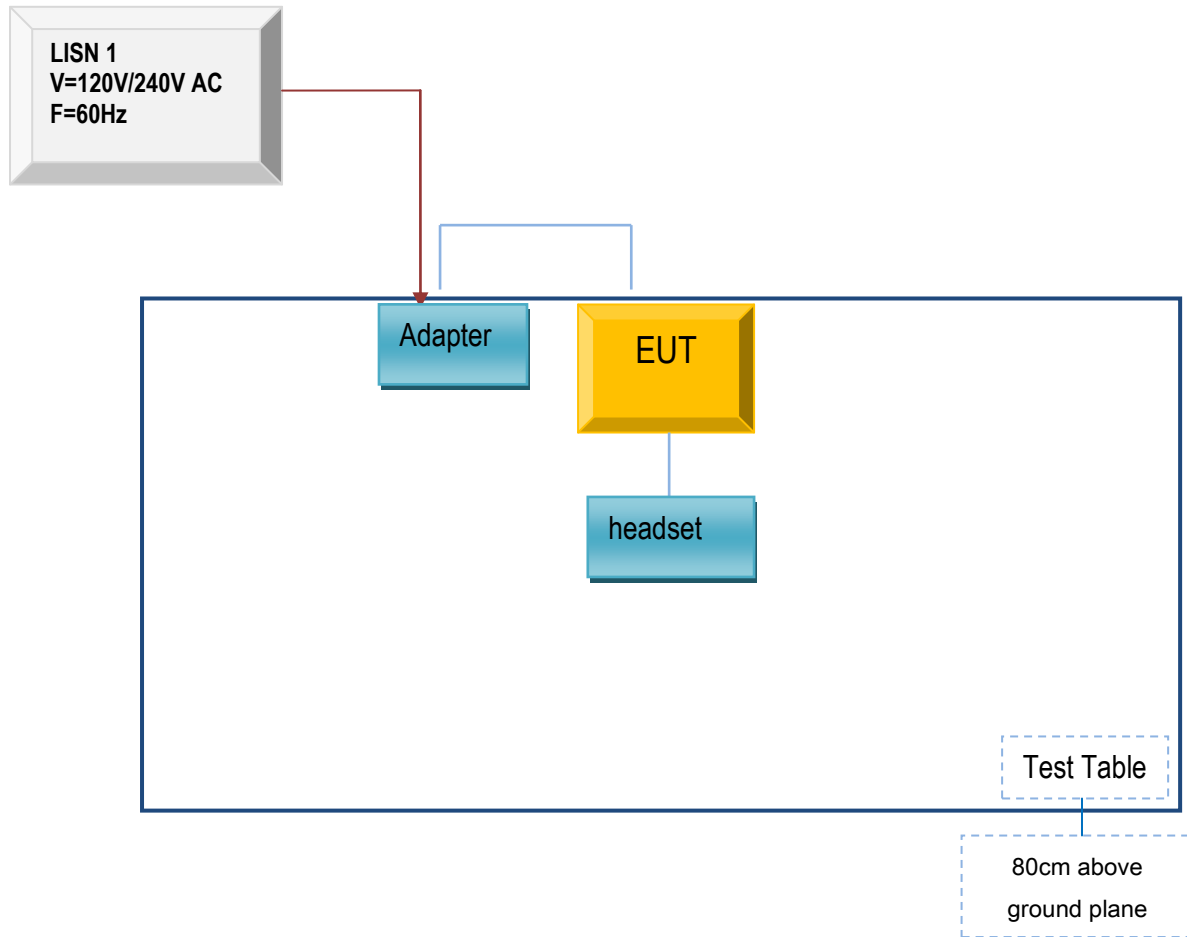 LISN 1
V=120V/240V AC
F=60Hz
Adapter
EUT
headset
Test Table
80cm above
ground plane